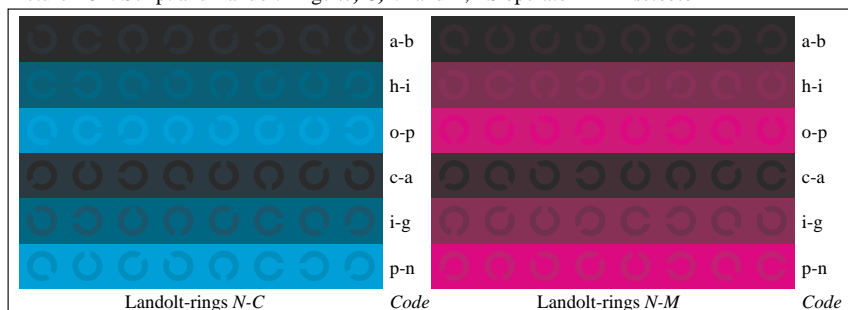 a-b a-b
h-i h-i
o-p o-p
c-a c-a
i-g i-g
p-n p-n
Landolt-rings N-C Code Landolt-rings N-M Code